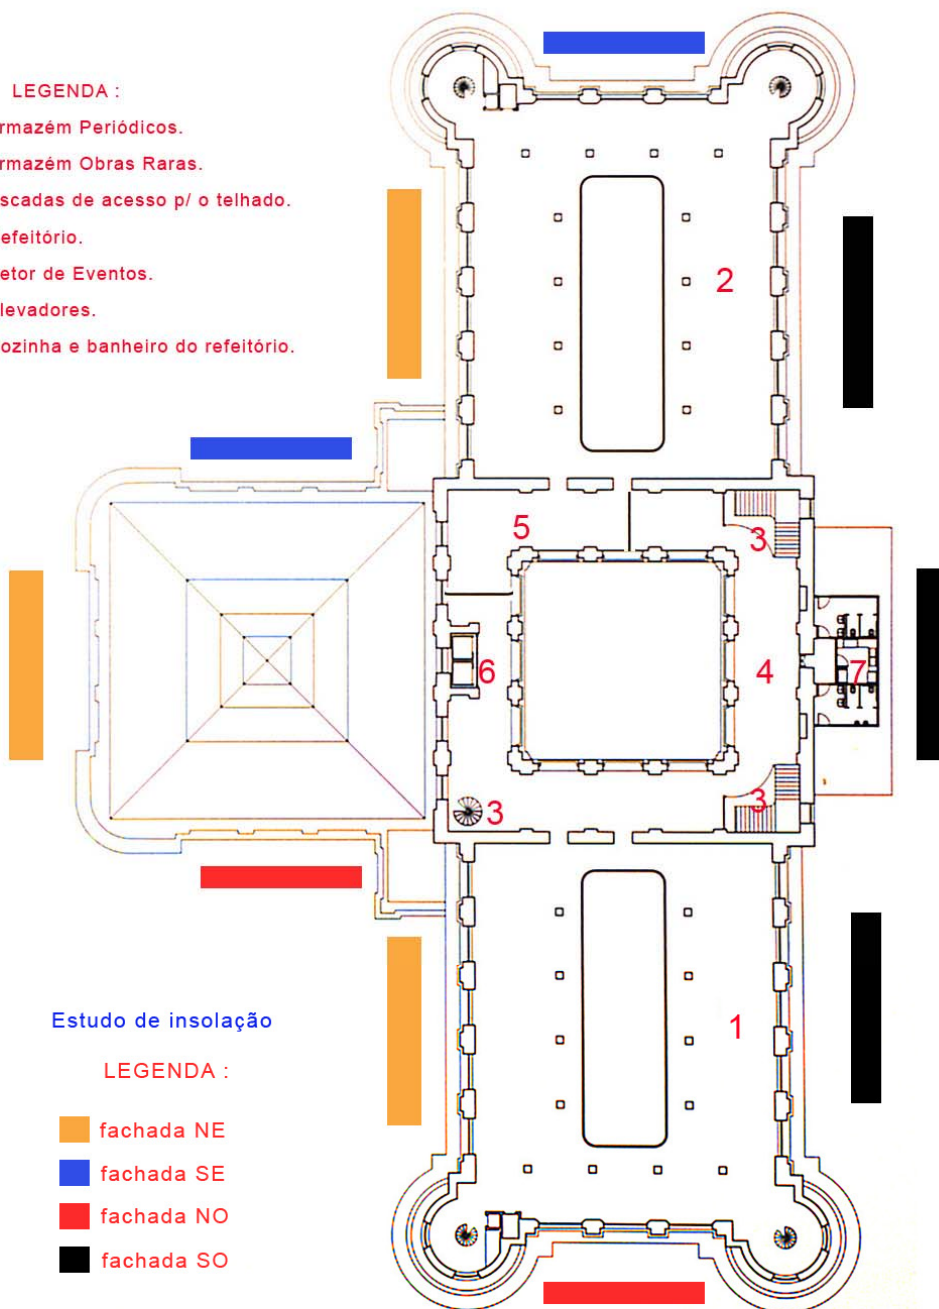 LEGENDA :
rmazém Periódicos.
rmazém Obras Raras.
scadas de acesso p/ o telhado.
efeitório.
etor de Eventos.
levadores.
ozinha e banheiro do refeitório.
2
5
3
6
4
7
3
3
1
Estudo de insolação
LEGENDA :
fachada NE
fachada SE
fachada NO
fachada SO